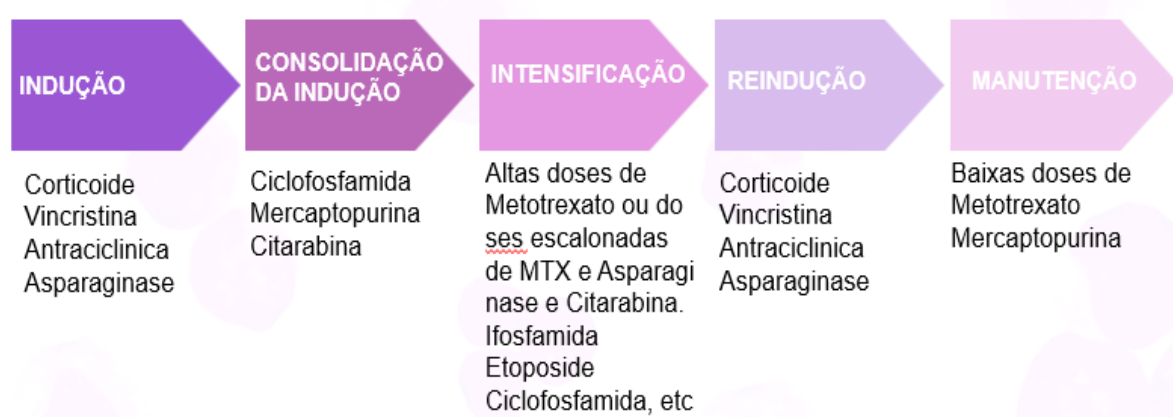 INDUÇÃO
Corticoide
Vincristina
Antraciclinica
Asparaginase
CONSOLIDAÇÃO
DA INDUÇÃO
Ciclofosfamida
Mercaptopurina
Citarabina
INTENSIFICAÇÃO
Altas doses de
Metotrexato ou do
ses escalonadas
de MTX e Asparagi
nase e Citarabina.
Ifosfamida
Etoposide
Ciclofosfamida, etc
REINDUÇÃO
Corticoide
Vincristina
Antraciclinica
Asparaginase
MANUTENÇÃO
Baixas doses de
Metotrexato
Mercaptopurina